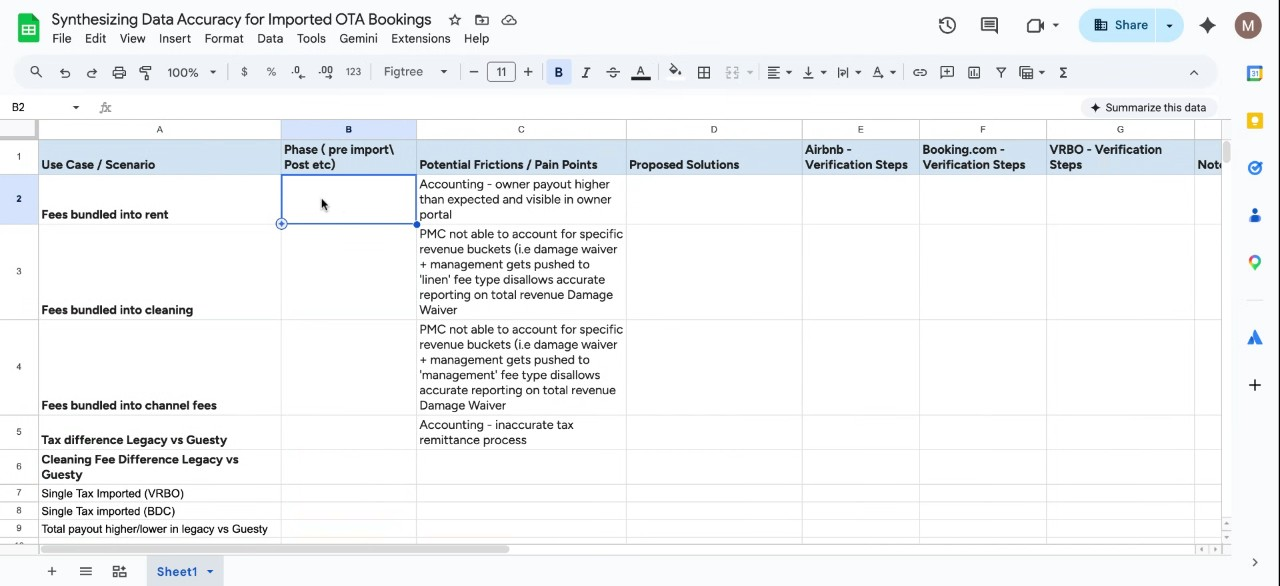 Synthesizing Data Accuracy for Imported OTA Bookings
File Edit View Insert Format Data Tools Gemini Extensions Help
Share
M
100% $ % .0 .00 123 Figtree 11 B I S A
B2
fx
Summarize this data
A B C D E F G
1
Use Case / Scenario
Phase ( pre import\
Post etc)
Potential Frictions / Pain Points
Proposed Solutions
Airbnb -
Verification Steps
Booking.com -
Verification Steps
VRBO - Verification
Steps
Note
2
Fees bundled into rent
Accounting - owner payout higher
than expected and visible in owner
portal
3
Fees bundled into cleaning
PMC not able to account for specific
revenue buckets (i.e damage waiver
+ management gets pushed to
'linen' fee type disallows accurate
reporting on total revenue Damage
Waiver
4
Fees bundled into channel fees
PMC not able to account for specific
revenue buckets (i.e damage waiver
+ management gets pushed to
'management' fee type disallows
accurate reporting on total revenue
Damage Waiver
5
Tax difference Legacy vs Guesty
Accounting - inaccurate tax
remittance process
6
Cleaning Fee Difference Legacy vs
Guesty
7
Single Tax Imported (VRBO)
8
Single Tax imported (BDC)
9
Total payout higher/lower in legacy vs Guesty
Sheet1